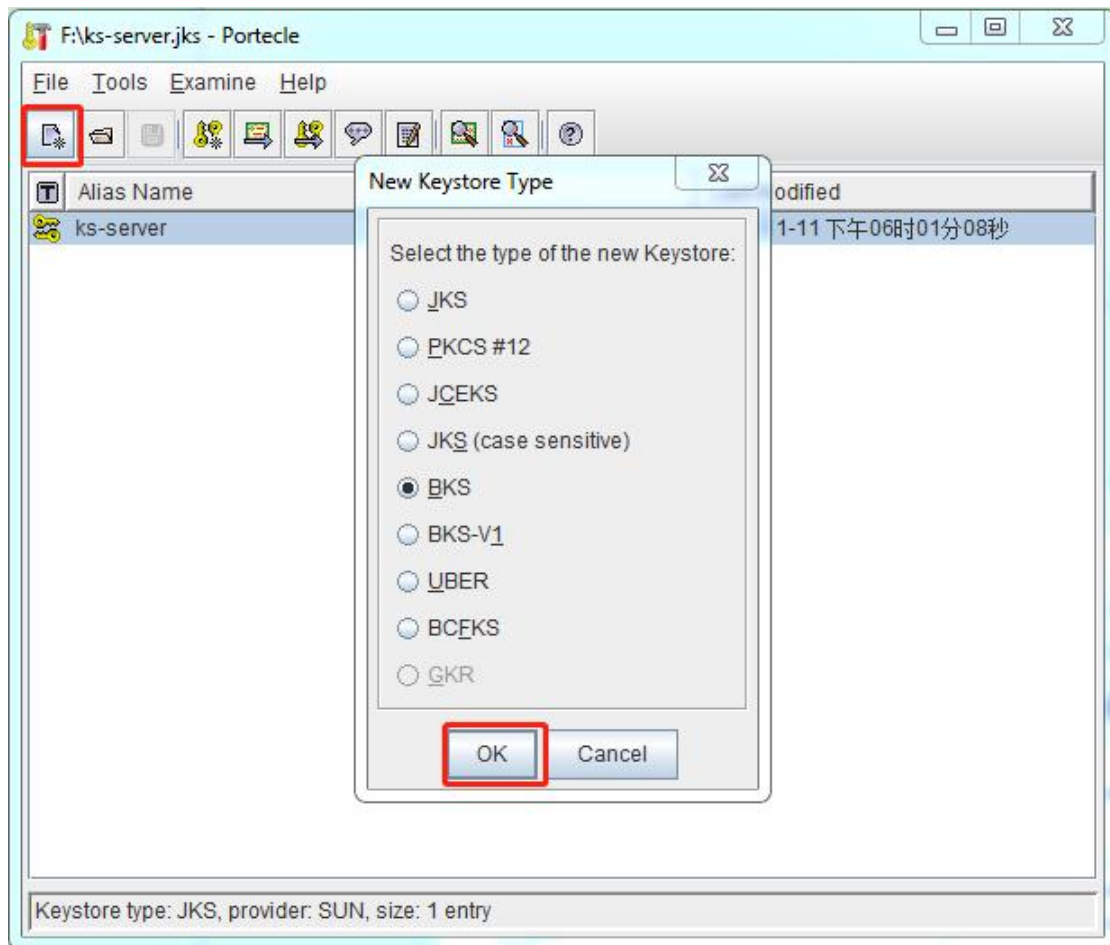 F:\ks-server.jks - Portecle
File Tools Examine Help
T Alias Name
odified
ks-server
1-11 下午06时01分08秒
New Keystore Type
Select the type of the new Keystore:
JKS
PKCS #12
JCEKS
JKS (case sensitive)
BKS
BKS-V1
UBER
BCFKS
GKR
OK Cancel
Keystore type: JKS, provider: SUN, size: 1 entry